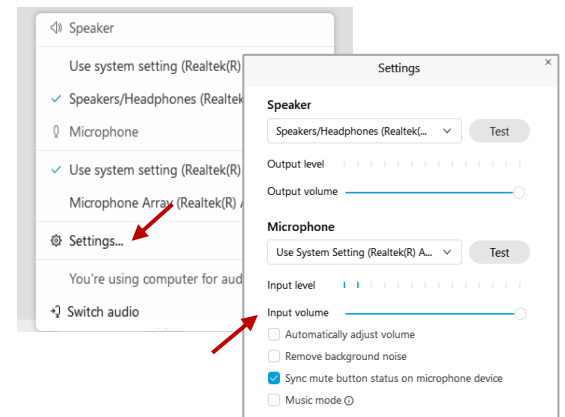 Speaker
Use system setting (Realtek(R)
Speakers/Headphones (Realtek
Microphone
Use system setting (Realtek(R)
Microphone Array (Realtek(R) A
Settings...
You're using computer for aud
Switch audio
Settings
Speaker
Speakers/Headphones (Realtek(...
Test
Output level
Output volume
Microphone
Use System Setting (Realtek(R) A...
Test
Input level
Input volume
Automatically adjust volume
Remove background noise
Sync mute button status on microphone device
Music mode